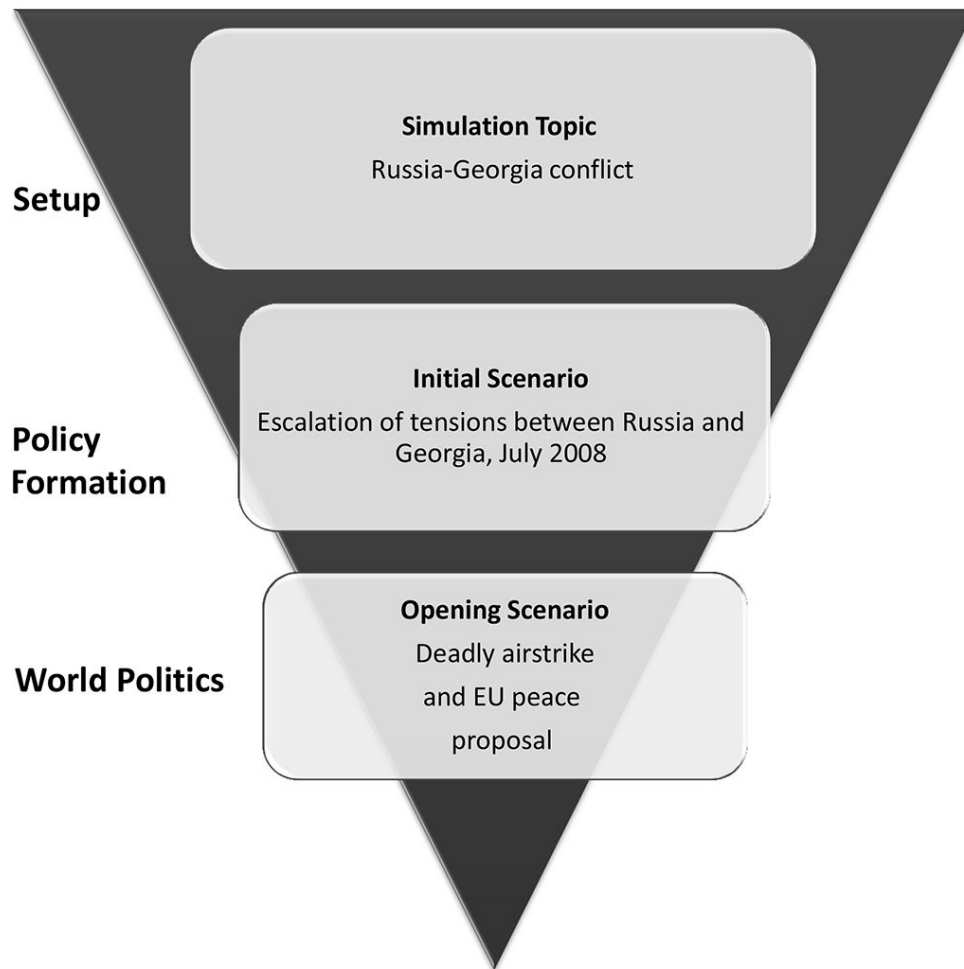 Simulation Topic
Russia-Georgia conflict
Setup
Initial Scenario
Escalation of tensions between Russia and
Georgia, July 2008
Policy
Formation
Opening Scenario
Deadly airstrike
and EU peace
proposal
World Politics